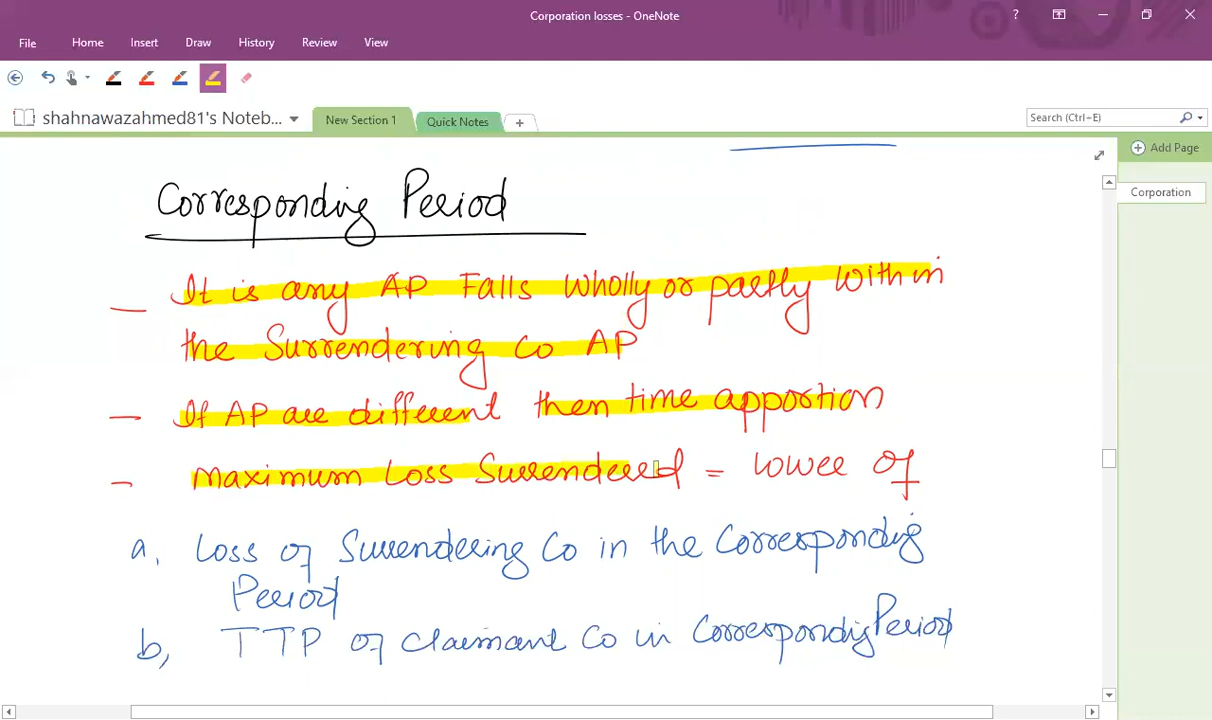 Corporation losses - OneNote
?
File Home Insert Draw History Review View
shahnawazahmed81's Noteb... New Section 1 Quick Notes + Search (Ctrl+E)
Add Page
Corporation
Corresponding Period
— It is any AP Falls Wholly or partly within
the Surrendering Co AP
— If AP are different then time apportion
— Maximum Loss Surrendered = lower of
a. Loss of Surrendering Co in the Corresponding
Period
b, TTP of claimant Co in Corresponding Period